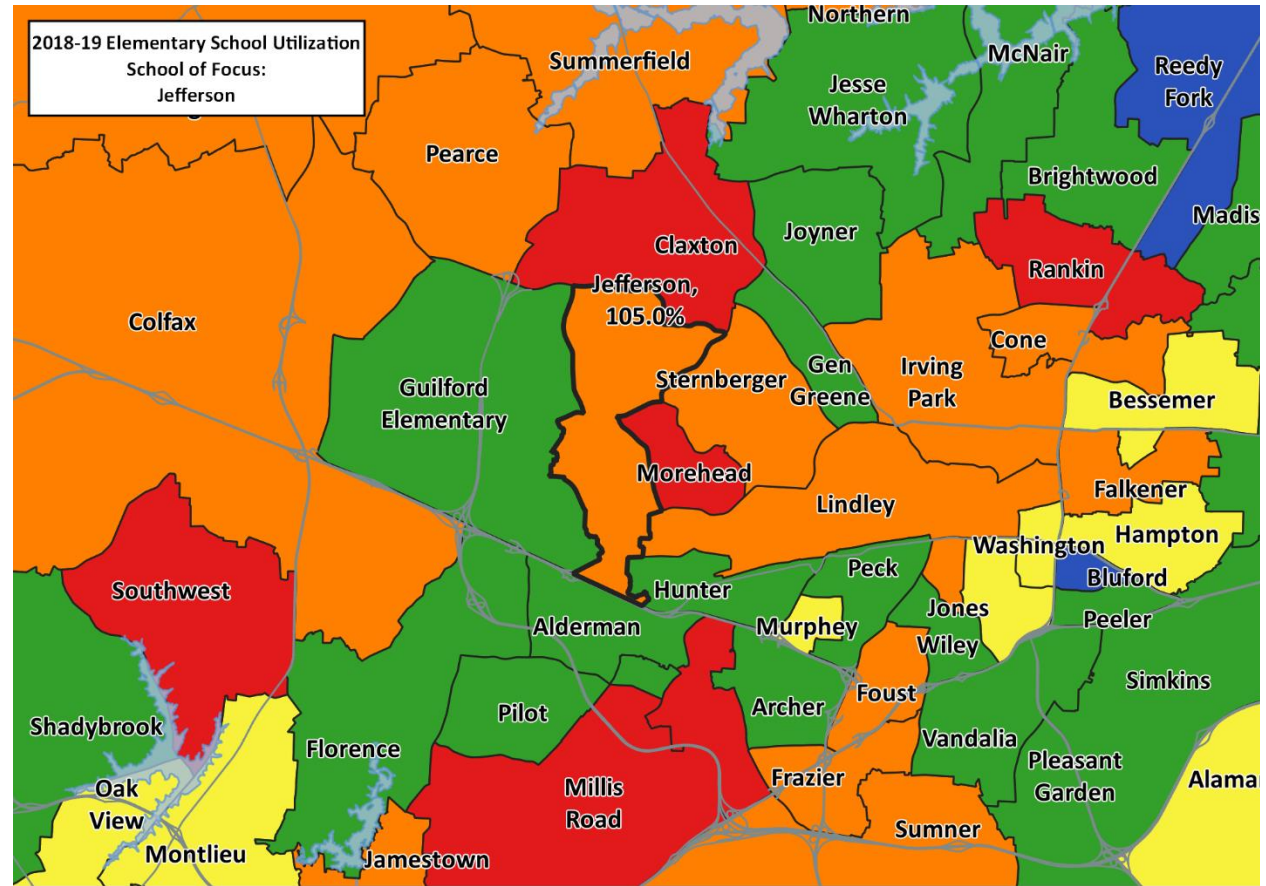 2018-19 Elementary School Utilization
School of Focus:
Jefferson
Northern
McNair
Summerfield
Reedy
Fork
Jesse
Wharton
Pearce
Brightwood
Madis
Joyner
Claxton
Rankin
Jefferson,
105.0%
Colfax
Cone
Gen
Greene
Irving
Park
Sternberger
Guilford
Elementary
Bessemer
Morehead
Falkener
Lindley
Hampton
Washington
Bluford
Southwest
Hunter
Peck
Jones
Peeler
Murphey
Alderman
Wiley
Simkins
Foust
Archer
Pilot
Shadybrook
Vandalia
Florence
Pleasant
Garden
Frazier
Alamai
Oak
View
Millis
Road
Sumner
Montlieu
Jamestown